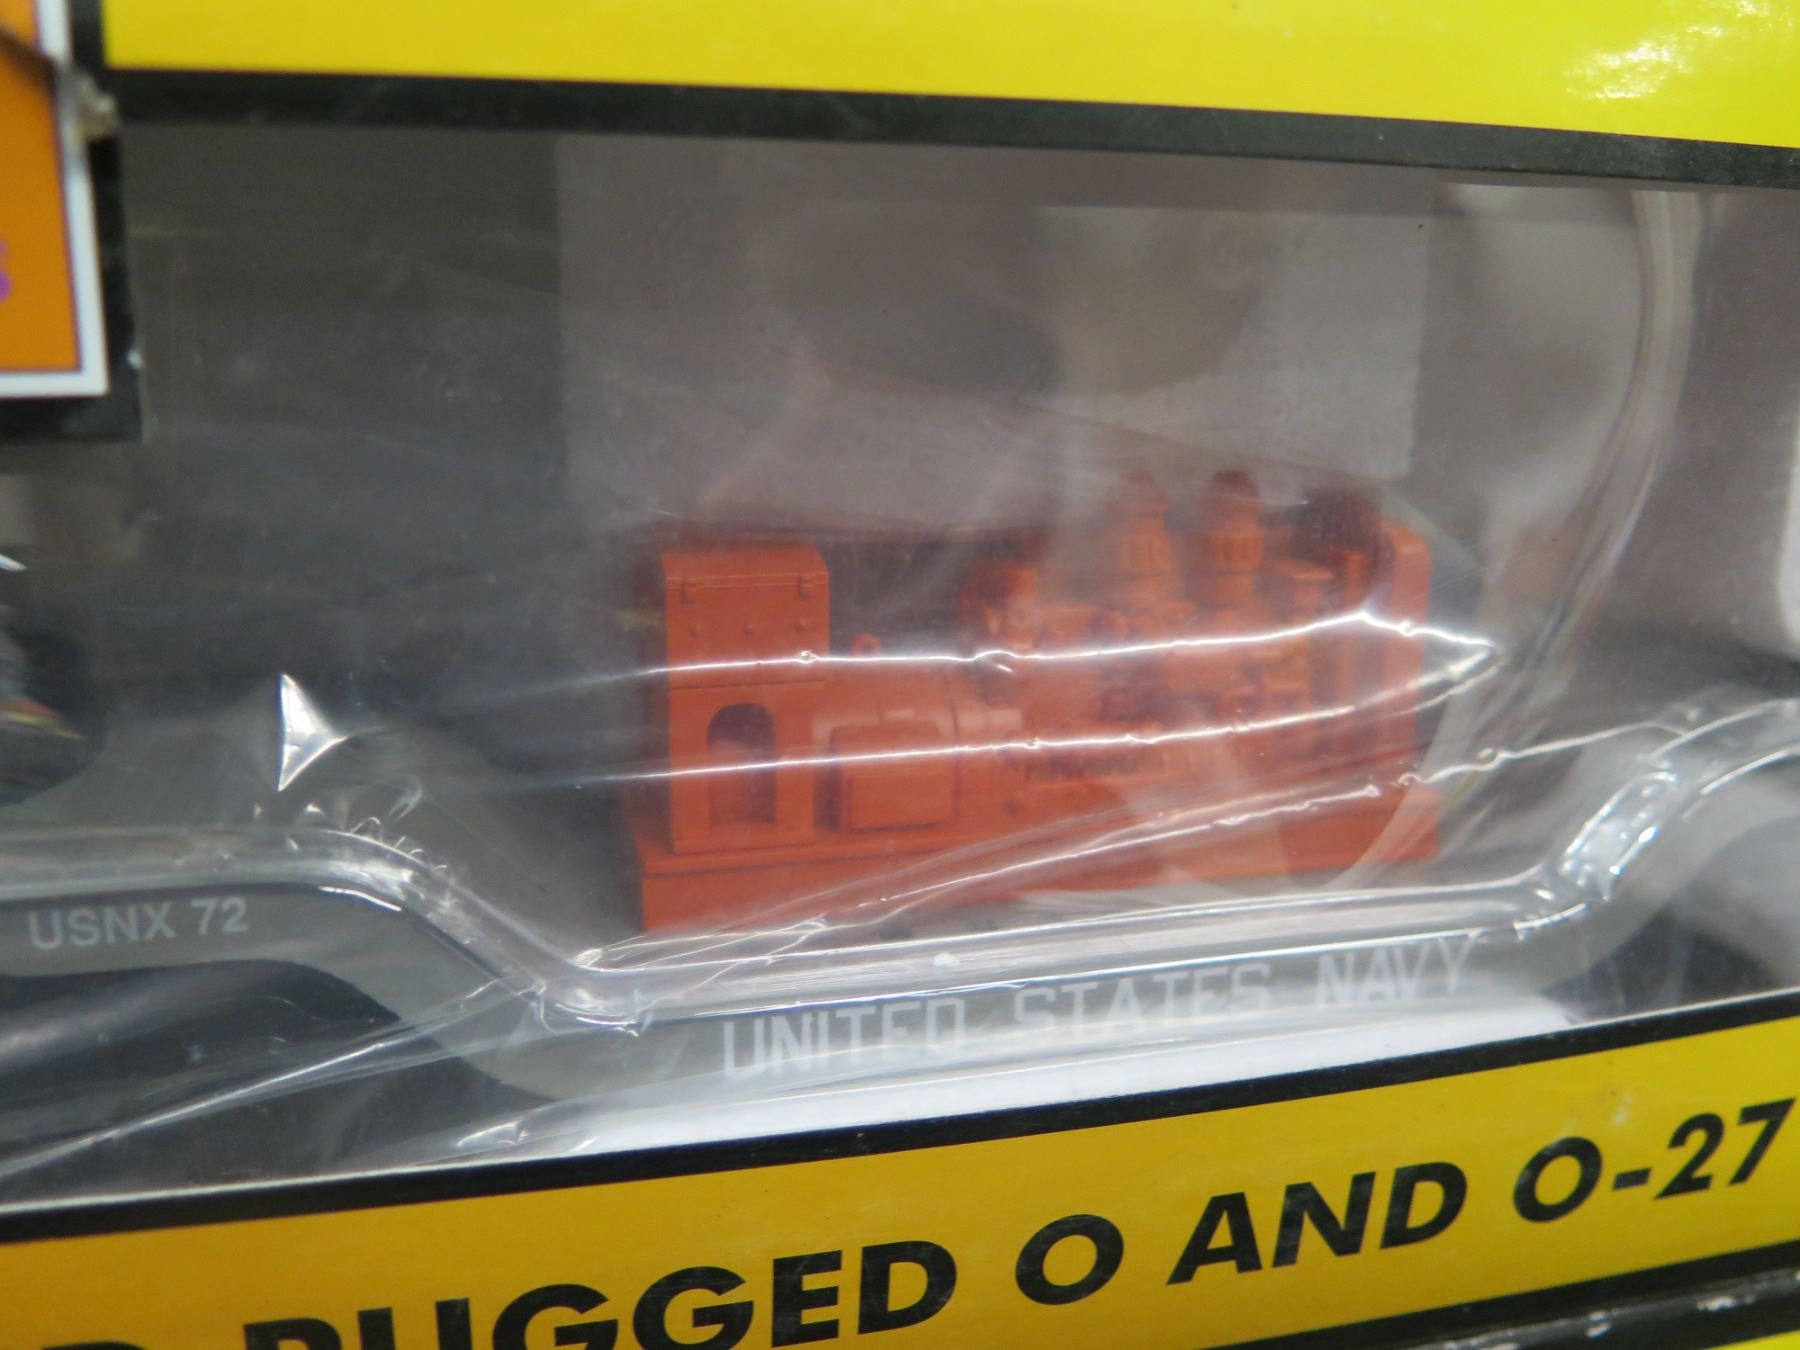 USNX 72
UNITED STATES NAVY
RUGGED O AND O-27